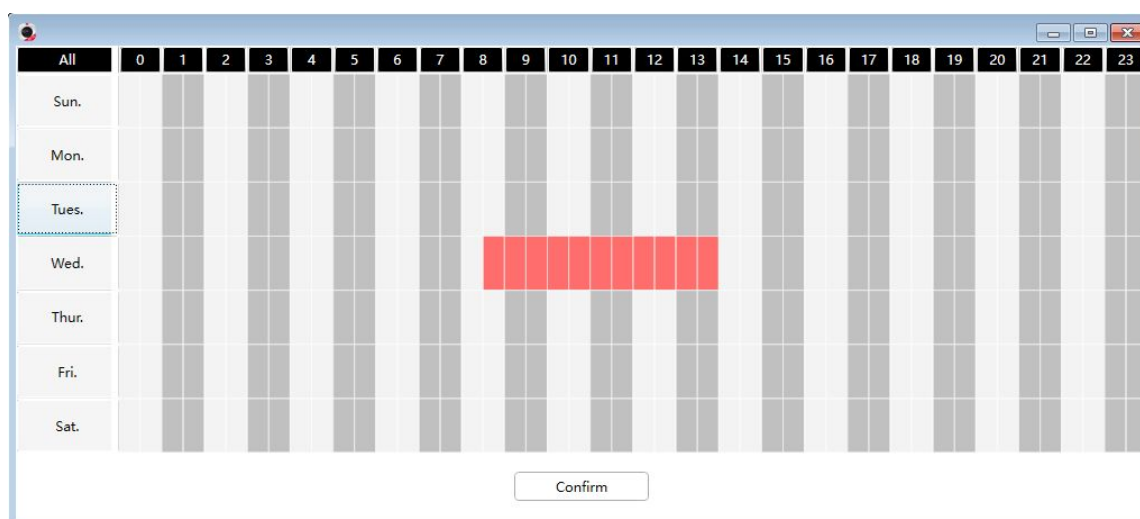 All 0 1 2 3 4 5 6 7 8 9 10 11 12 13 14 15 16 17 18 19 20 21 22 23
Sun.
Mon.
Tues.
Wed.
Thur.
Fri.
Sat.
Confirm